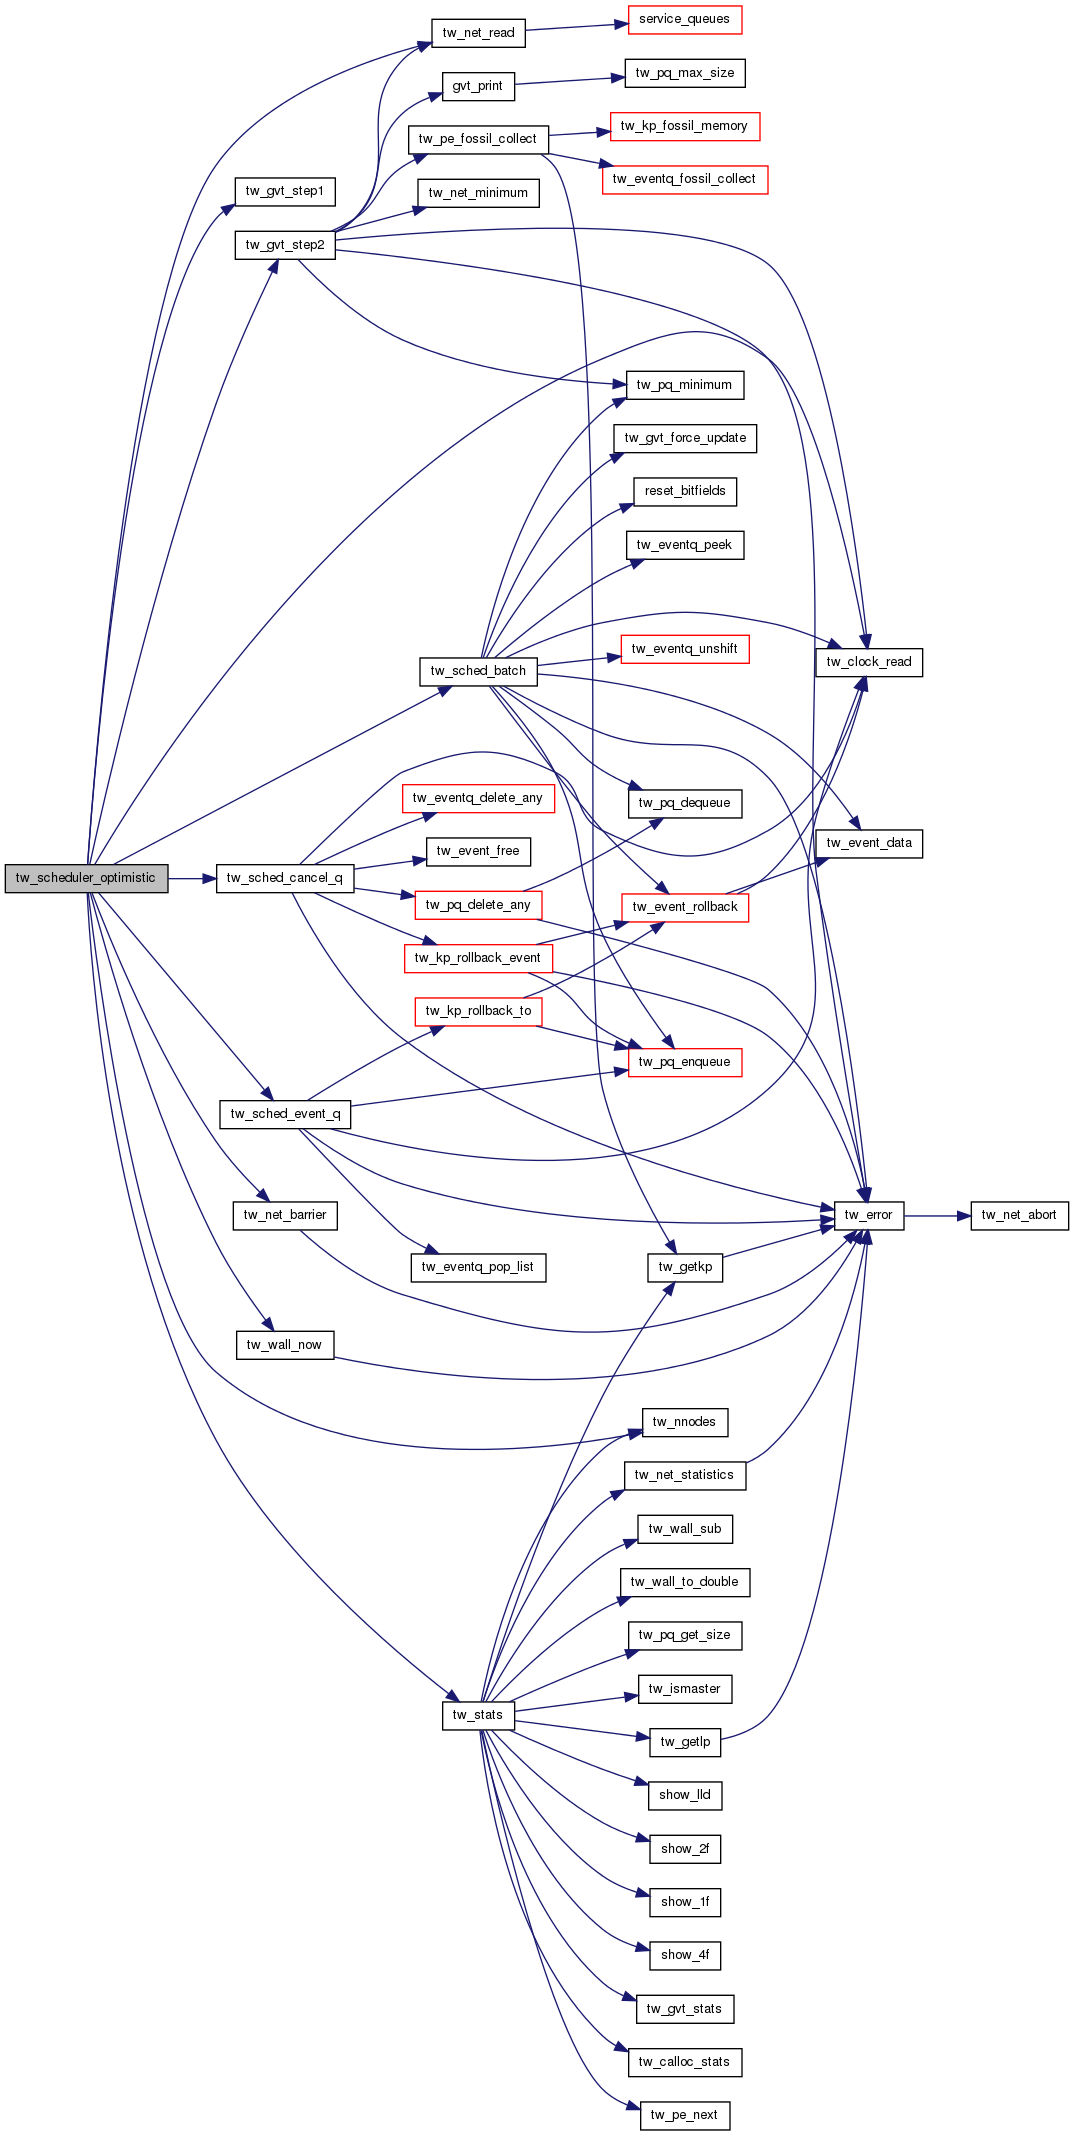 service_queues
tw_net_read
tw_pq_max_size
gvt_print
tw_kp_fossil_memory
tw_pe_fossil_collect
tw_eventq_fossil_collect
tw_gvt_step1
tw_net_minimum
tw_gvt_step2
tw_pq_minimum
tw_gvt_force_update
reset_bitfields
tw_eventq_peek
tw_eventq_unshift
tw_clock_read
tw_sched_batch
tw_eventq_delete_any
tw_pq_dequeue
tw_event_data
tw_event_free
tw_scheduler_optimistic
tw_sched_cancel_q
tw_pq_delete_any
tw_event_rollback
tw_kp_rollback_event
tw_kp_rollback_to
tw_pq_enqueue
tw_sched_event_q
tw_net_barrier
tw_error
tw_net_abort
tw_eventq_pop_list
tw_getkp
tw_wall_now
tw_nnodes
tw_net_statistics
tw_wall_sub
tw_wall_to_double
tw_pq_get_size
tw_ismaster
tw_stats
tw_getlp
show_lld
show_2f
show_1f
show_4f
tw_gvt_stats
tw_calloc_stats
tw_pe_next